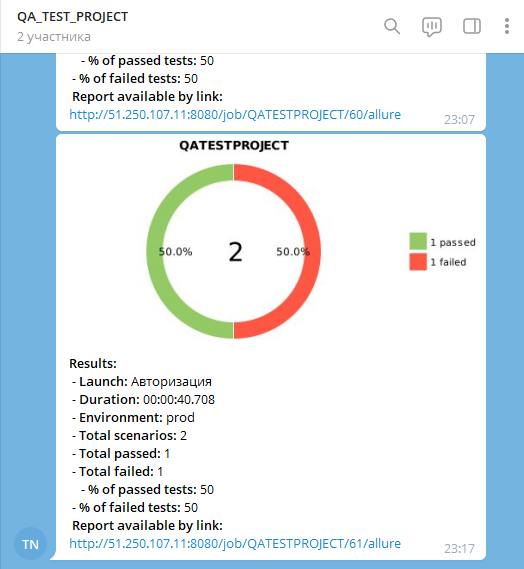 QA_TEST_PROJECT
2 участника
- % of passed tests: 50
- % of failed tests: 50
Report available by link:
http://51.250.107.11:8080/job/QATESTPROJECT/60/allure
23:07
QATESTPROJECT
50.0%
2
50.0%
1 passed
1 failed
Results:
- Launch: Авторизация
- Duration: 00:00:40.708
- Environment: prod
- Total scenarios: 2
- Total passed: 1
- Total failed: 1
- % of passed tests: 50
- % of failed tests: 50
Report available by link:
http://51.250.107.11:8080/job/QATESTPROJECT/61/allure
TN
23:17